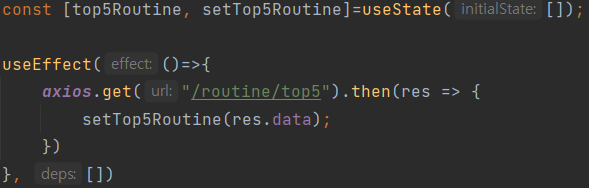 const [top5Routine, setTop5Routine]=useState( initialState: []);
useEffect( effect: ()=>{
axios.get( url: "/routine/top5").then(res => {
setTop5Routine(res.data);
})
}, deps: [])